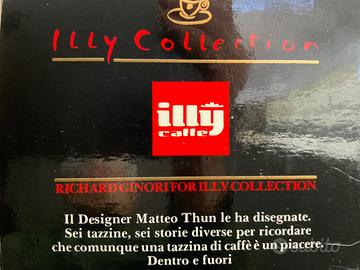 Illy Collection
illy
caffè
RICHARD GINORI FOR ILLY COLLECTION
Il Designer Matteo Thun le ha disegnate.
Sei tazzine, sei storie diverse per ricordare
che comunque una tazzina di caffè è un piacere.
Dentro e fuori
subito